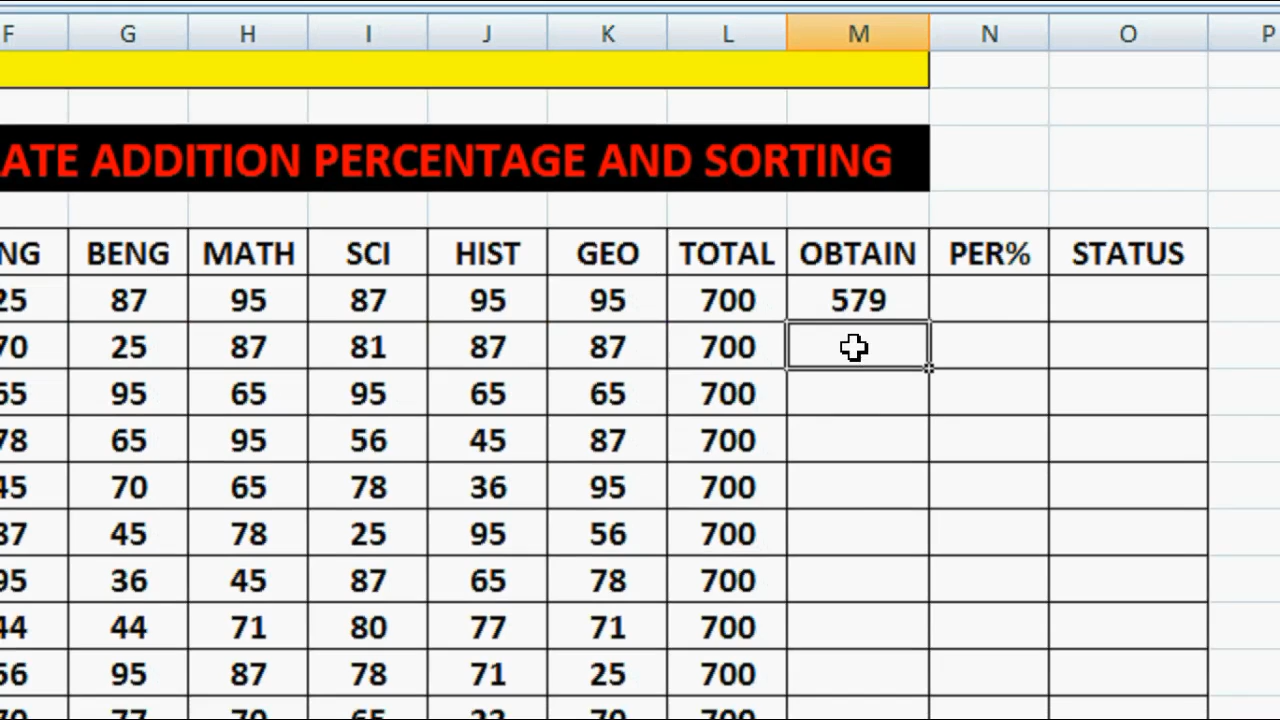 F G H I J K L M N O P
ATE ADDITION PERCENTAGE AND SORTING
NG BENG MATH SCI HIST GEO TOTAL OBTAIN PER% STATUS
25 87 95 87 95 95 700 579
70 25 87 81 87 87 700
65 95 65 95 65 65 700
78 65 95 56 45 87 700
45 70 65 78 36 95 700
87 45 78 25 95 56 700
95 36 45 87 65 78 700
44 44 71 80 77 71 700
56 95 87 78 71 25 700
77 70 65 70 700